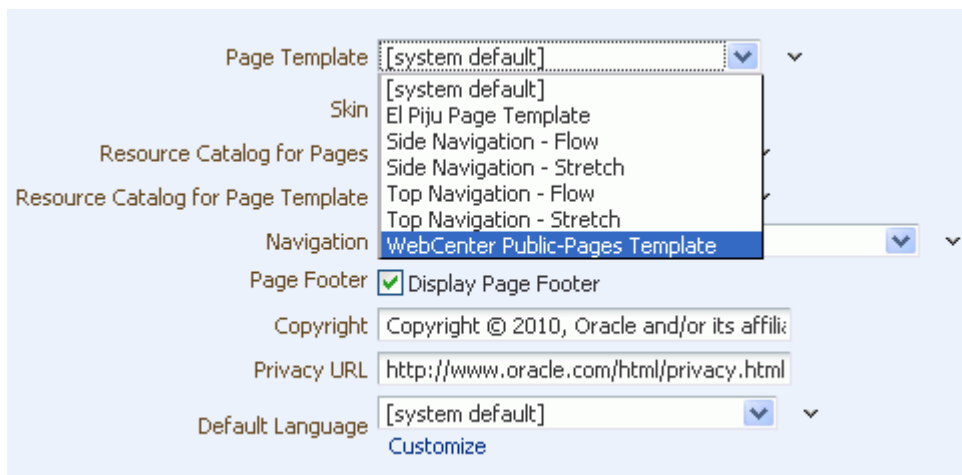 Page Template [system default]
[system default]
Skin
El Piju Page Template
Side Navigation - Flow
Resource Catalog for Pages
Side Navigation - Stretch
Resource Catalog for Page Template
Top Navigation - Flow
Top Navigation - Stretch
Navigation WebCenter Public-Pages Template
Page Footer Display Page Footer
Copyright Copyright © 2010, Oracle and/or its affilia
Privacy URL http://www.oracle.com/html/privacy.html
Default Language [system default]
Customize